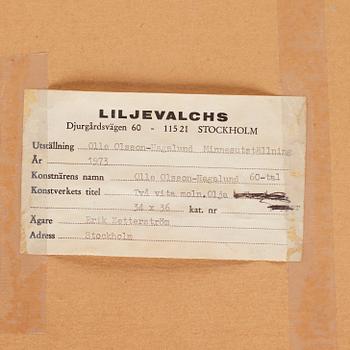 LILJEVALCHS
Djurgårdsvägen 60 - 115 21 STOCKHOLM
Utställning Olle Olsson-Hagalund Minnesutställning
År 1973
Konstnärens namn Olle Olsson-Hagalund 60-tal
Konstverkets titel Två vita moln. Olja
34 x 36 kat. nr
Ägare Erik Zetterström
Adress Stockholm